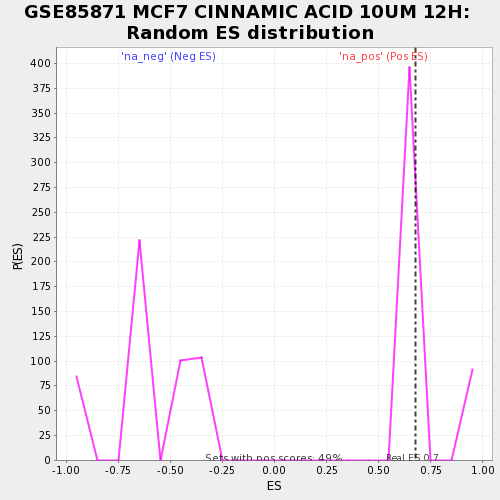 GSE85871 MCF7 CINNAMIC ACID 10UM 12H:
Random ES distribution
'na_neg' (Neg ES) 'na_pos' (Pos ES)
400
375
350
325
300
275
250
225
200
175
150
125
100
75
50
25
0
P(ES)
Sets with pos scores: 49% Real ES 0.7
-1.00 -0.75 -0.50 -0.25 0.00 0.25 0.50 0.75 1.00
ES